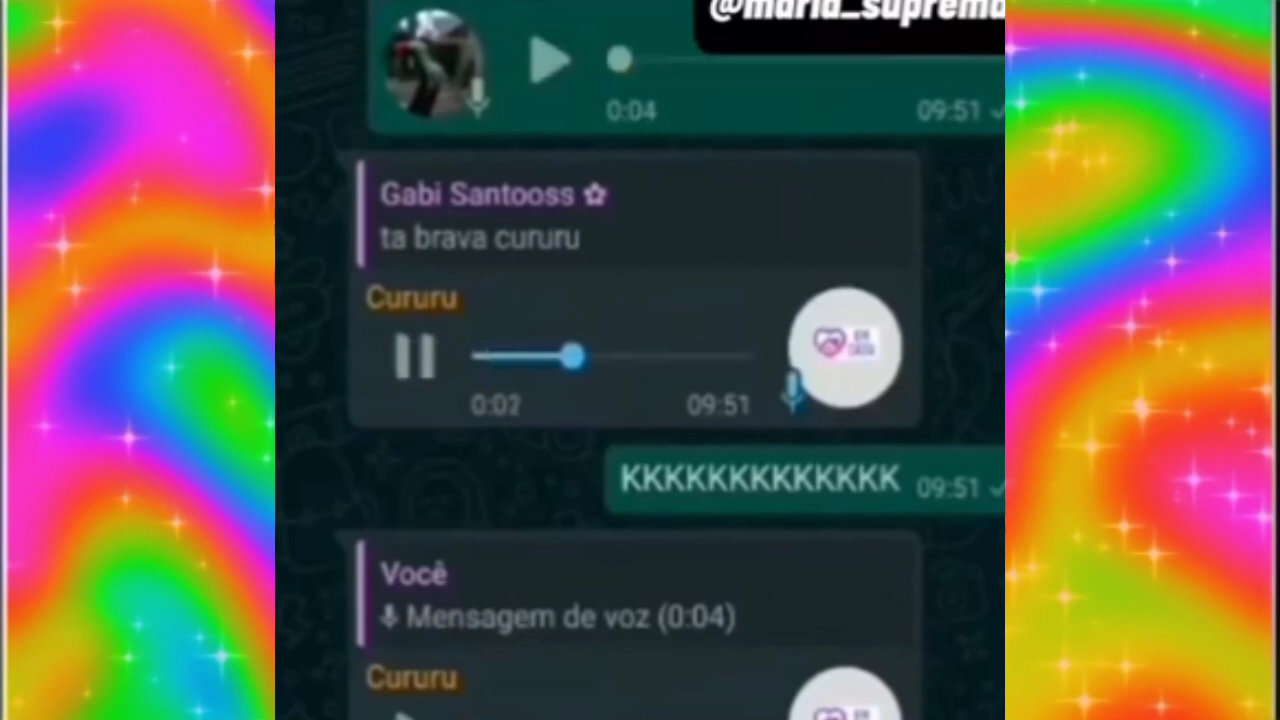 @maria_suprema
0:04
09:51
Gabi Santooss ✿
ta brava cururu
Cururu
0:02
09:51
KKKKKKKKKKKKK
09:51
Você
Mensagem de voz (0:04)
Cururu